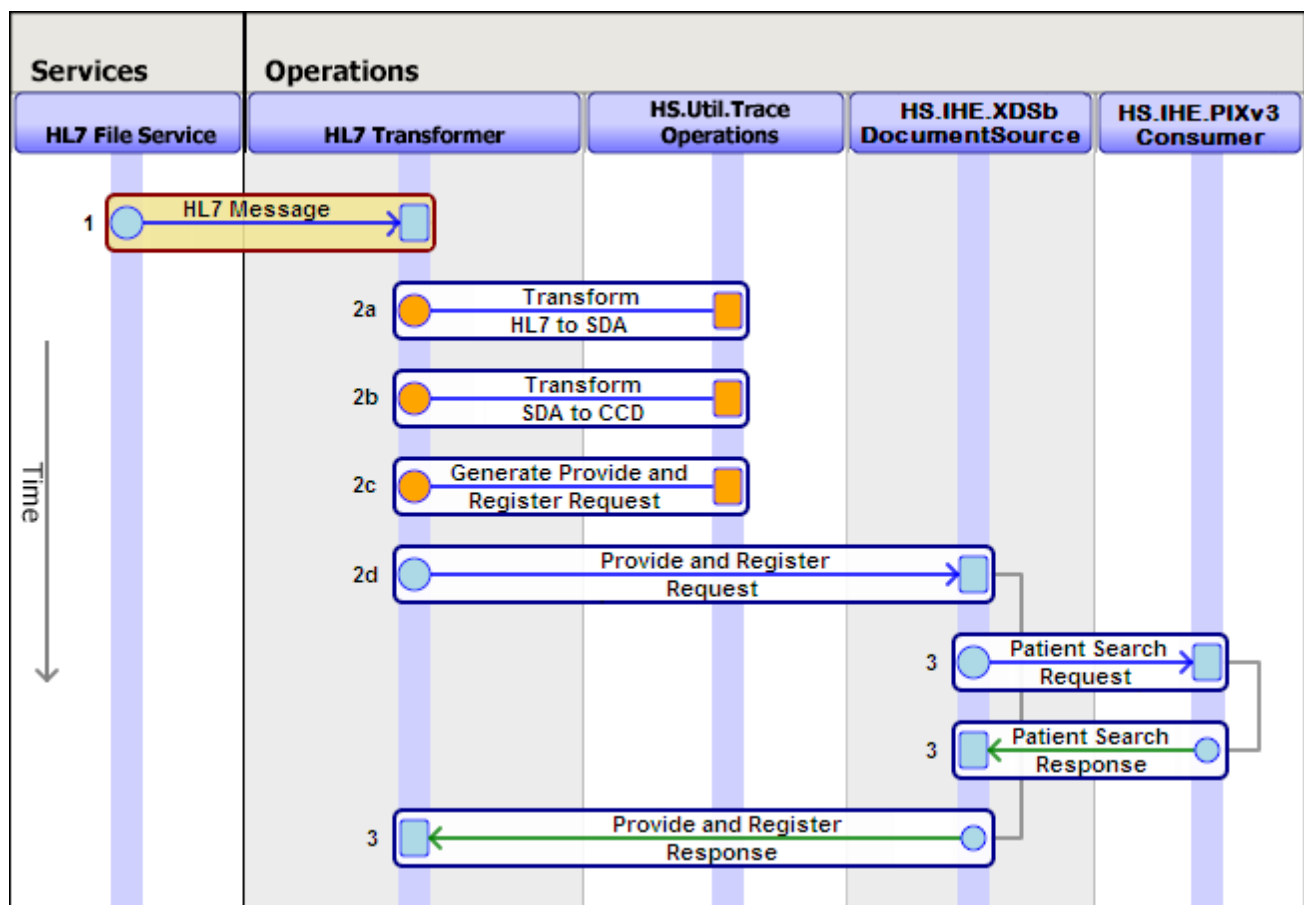 Services
Operations
HL7 File Service
HL7 Transformer
HS.Util.Trace
Operations
HS.IHE.XDSb
DocumentSource
HS.IHE.PIXv3
Consumer
1
HL7 Message
2a
Transform
HL7 to SDA
2b
Transform
SDA to CCD
2c
Generate Provide and
Register Request
Time
2d
Provide and Register
Request
3
Patient Search
Request
3
Patient Search
Response
3
Provide and Register
Response